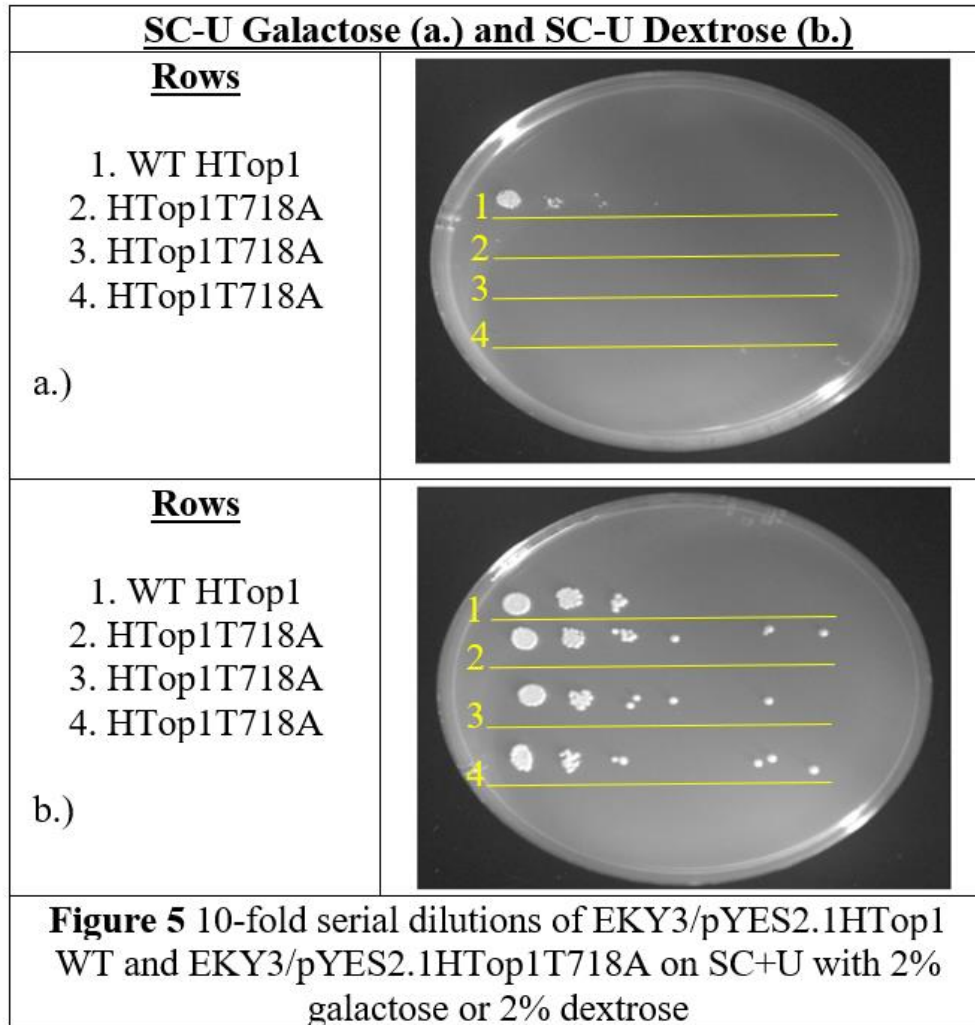 SC-U Galactose (a.) and SC-U Dextrose (b.)
Rows
1. WT HTop1
2. HTop1T718A
3. HTop1T718A
4. HTop1T718A
a.)
1
2
3
4
Rows
1. WT HTop1
2. HTop1T718A
3. HTop1T718A
4. HTop1T718A
b.)
1
2
3
4
Figure 5 10-fold serial dilutions of EKY3/pYES2.1HTop1
WT and EKY3/pYES2.1HTop1T718A on SC+U with 2%
galactose or 2% dextrose